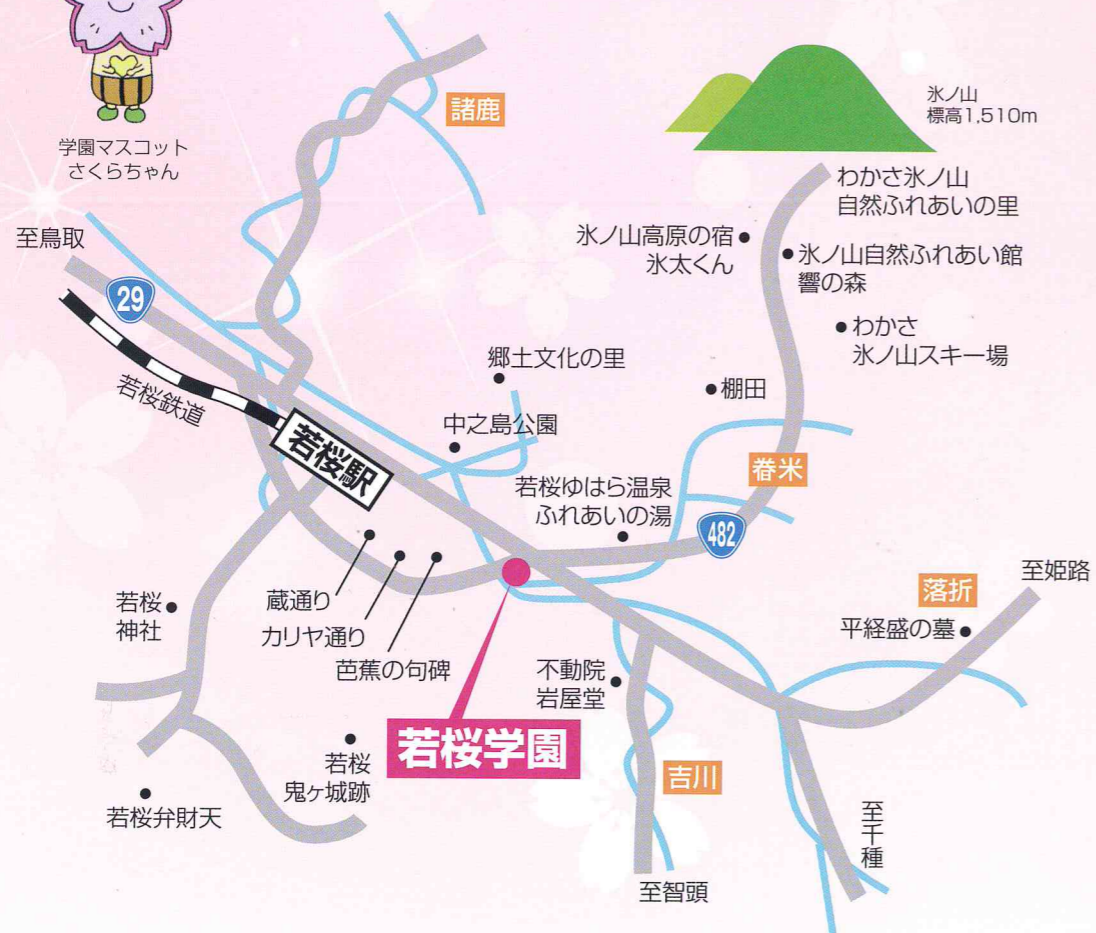 学園マスコット
さくらちゃん
諸鹿
氷ノ山
標高1,510m
わかさ氷ノ山
自然ふれあいの里
至鳥取
氷ノ山高原の宿
氷太くん
氷ノ山自然ふれあい館
響の森
29
わかさ
氷ノ山スキー場
郷土文化の里
若桜鉄道
棚田
中之島公園
若桜駅
若桜ゆはら温泉
ふれあいの湯
舂米
482
至姫路
落折
若桜
神社
蔵通り
カリヤ通り
芭蕉の句碑
平経盛の墓
不動院
岩屋堂
若桜学園
若桜
鬼ヶ城跡
吉川
若桜弁財天
至千種
至智頭